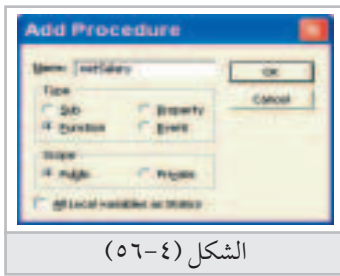 Add Procedure
Name: netSalary
OK
Type
Cancel
Sub Property
Function Event
Scope
Public Private
All Local variables as Statics
الشكل (٤-٥٦)